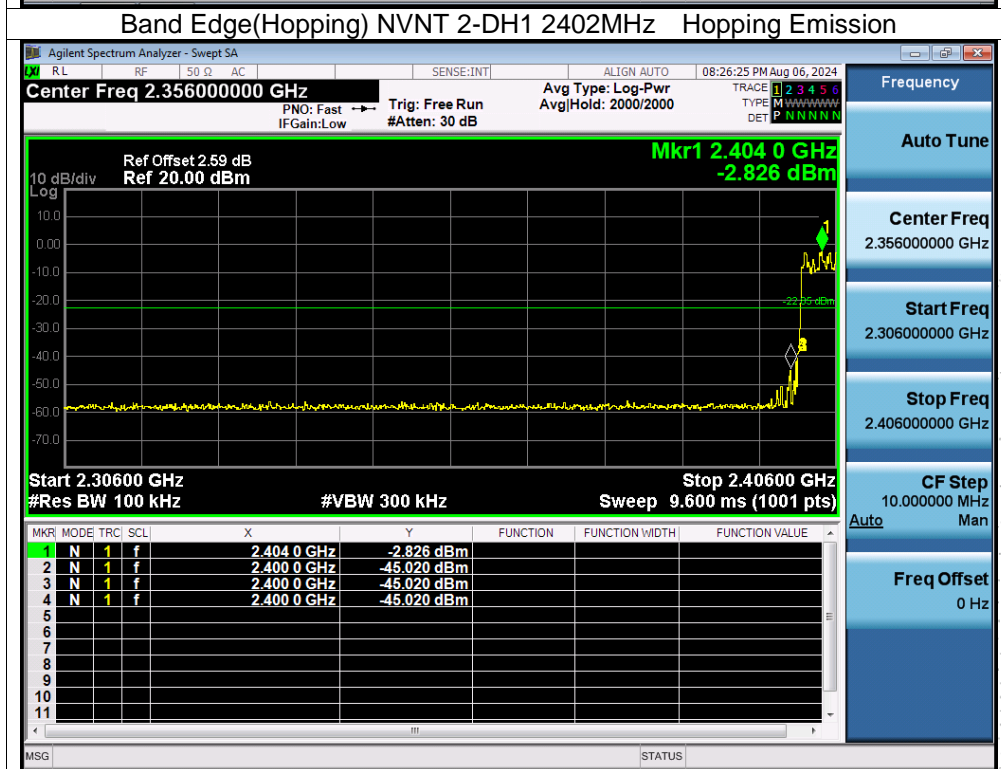 Band Edge(Hopping) NVNT 2-DH1 2402MHz Hopping Emission
Agilent Spectrum Analyzer - Swept SA
LXI RL RF 50 Ω AC SENSE:INT ALIGN AUTO 08:26:25 PM Aug 06, 2024
Center Freq 2.356000000 GHz
PNO: Fast
IFGain:Low
Trig: Free Run
#Atten: 30 dB
Avg Type: Log-Pwr
Avg|Hold: 2000/2000
TRACE 1 2 3 4 5 6
TYPE M WWWWW
DET P N N N N N
Ref Offset 2.59 dB
10 dB/div Ref 20.00 dBm
Log
Mkr1 2.404 0 GHz
-2.826 dBm
10.0
0.00
-10.0
-20.0
-30.0
-40.0
-50.0
-60.0
-70.0
1
Start 2.30600 GHz Stop 2.40600 GHz
#Res BW 100 kHz #VBW 300 kHz Sweep 9.600 ms (1001 pts)
MKR MODE TRC SCL X Y FUNCTION FUNCTION WIDTH FUNCTION VALUE
1 N 1 f 2.404 0 GHz -2.826 dBm
2 N 1 f 2.400 0 GHz -45.020 dBm
3 N 1 f 2.400 0 GHz -45.020 dBm
4 N 1 f 2.400 0 GHz -45.020 dBm
5
6
7
8
9
10
11
MSG STATUS
Frequency
Auto Tune
Center Freq
2.356000000 GHz
Start Freq
2.306000000 GHz
Stop Freq
2.406000000 GHz
CF Step
10.000000 MHz
Auto Man
Freq Offset
0 Hz